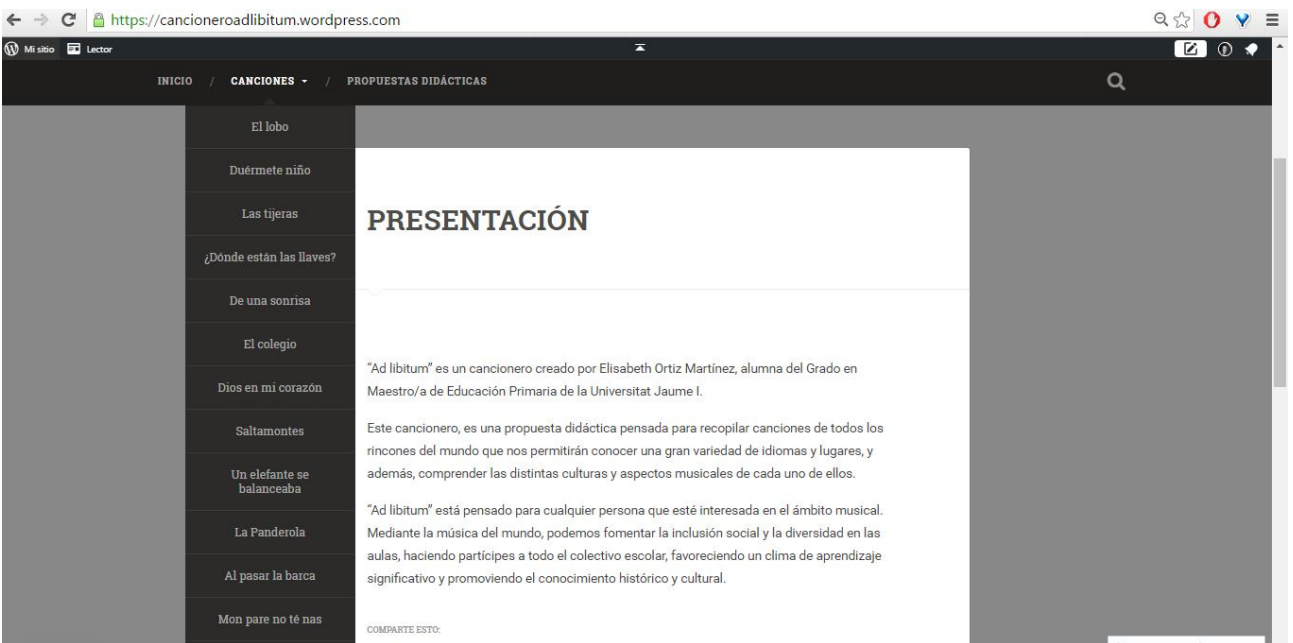 https://cancioneroadlibitum.wordpress.com
Mi sitio Lector
INICIO / CANCIONES / PROPUESTAS DIDÁCTICAS
El lobo
Duérmete niño
Las tijeras
¿Dónde están las llaves?
De una sonrisa
El colegio
Dios en mi corazón
Saltamontes
Un elefante se
balanceaba
La Panderola
Al pasar la barca
Mon pare no té nas
PRESENTACIÓN
“Ad libitum” es un cancionero creado por Elisabeth Ortiz Martínez, alumna del Grado en
Maestro/a de Educación Primaria de la Universitat Jaume I.
Este cancionero, es una propuesta didáctica pensada para recopilar canciones de todos los
rincones del mundo que nos permitirán conocer una gran variedad de idiomas y lugares, y
además, comprender las distintas culturas y aspectos musicales de cada uno de ellos.
“Ad libitum” está pensado para cualquier persona que esté interesada en el ámbito musical.
Mediante la música del mundo, podemos fomentar la inclusión social y la diversidad en las
aulas, haciendo partícipes a todo el colectivo escolar, favoreciendo un clima de aprendizaje
significativo y promoviendo el conocimiento histórico y cultural.
COMPARTE ESTO: